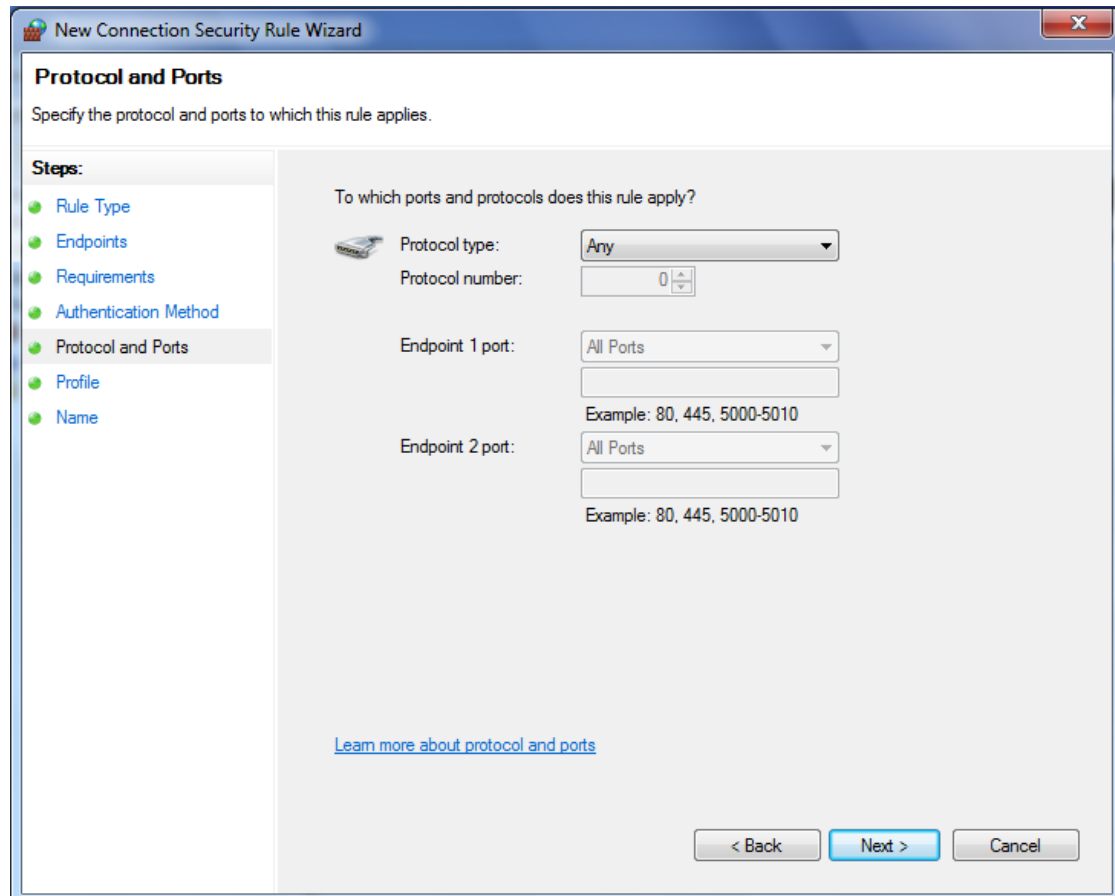 New Connection Security Rule Wizard
Protocol and Ports
Specify the protocol and ports to which this rule applies.
Steps:
Rule Type
Endpoints
Requirements
Authentication Method
Protocol and Ports
Profile
Name
To which ports and protocols does this rule apply?
Protocol type: Any
Protocol number: 0
Endpoint 1 port: All Ports
Example: 80, 445, 5000-5010
Endpoint 2 port: All Ports
Example: 80, 445, 5000-5010
Learn more about protocol and ports
< Back Next > Cancel